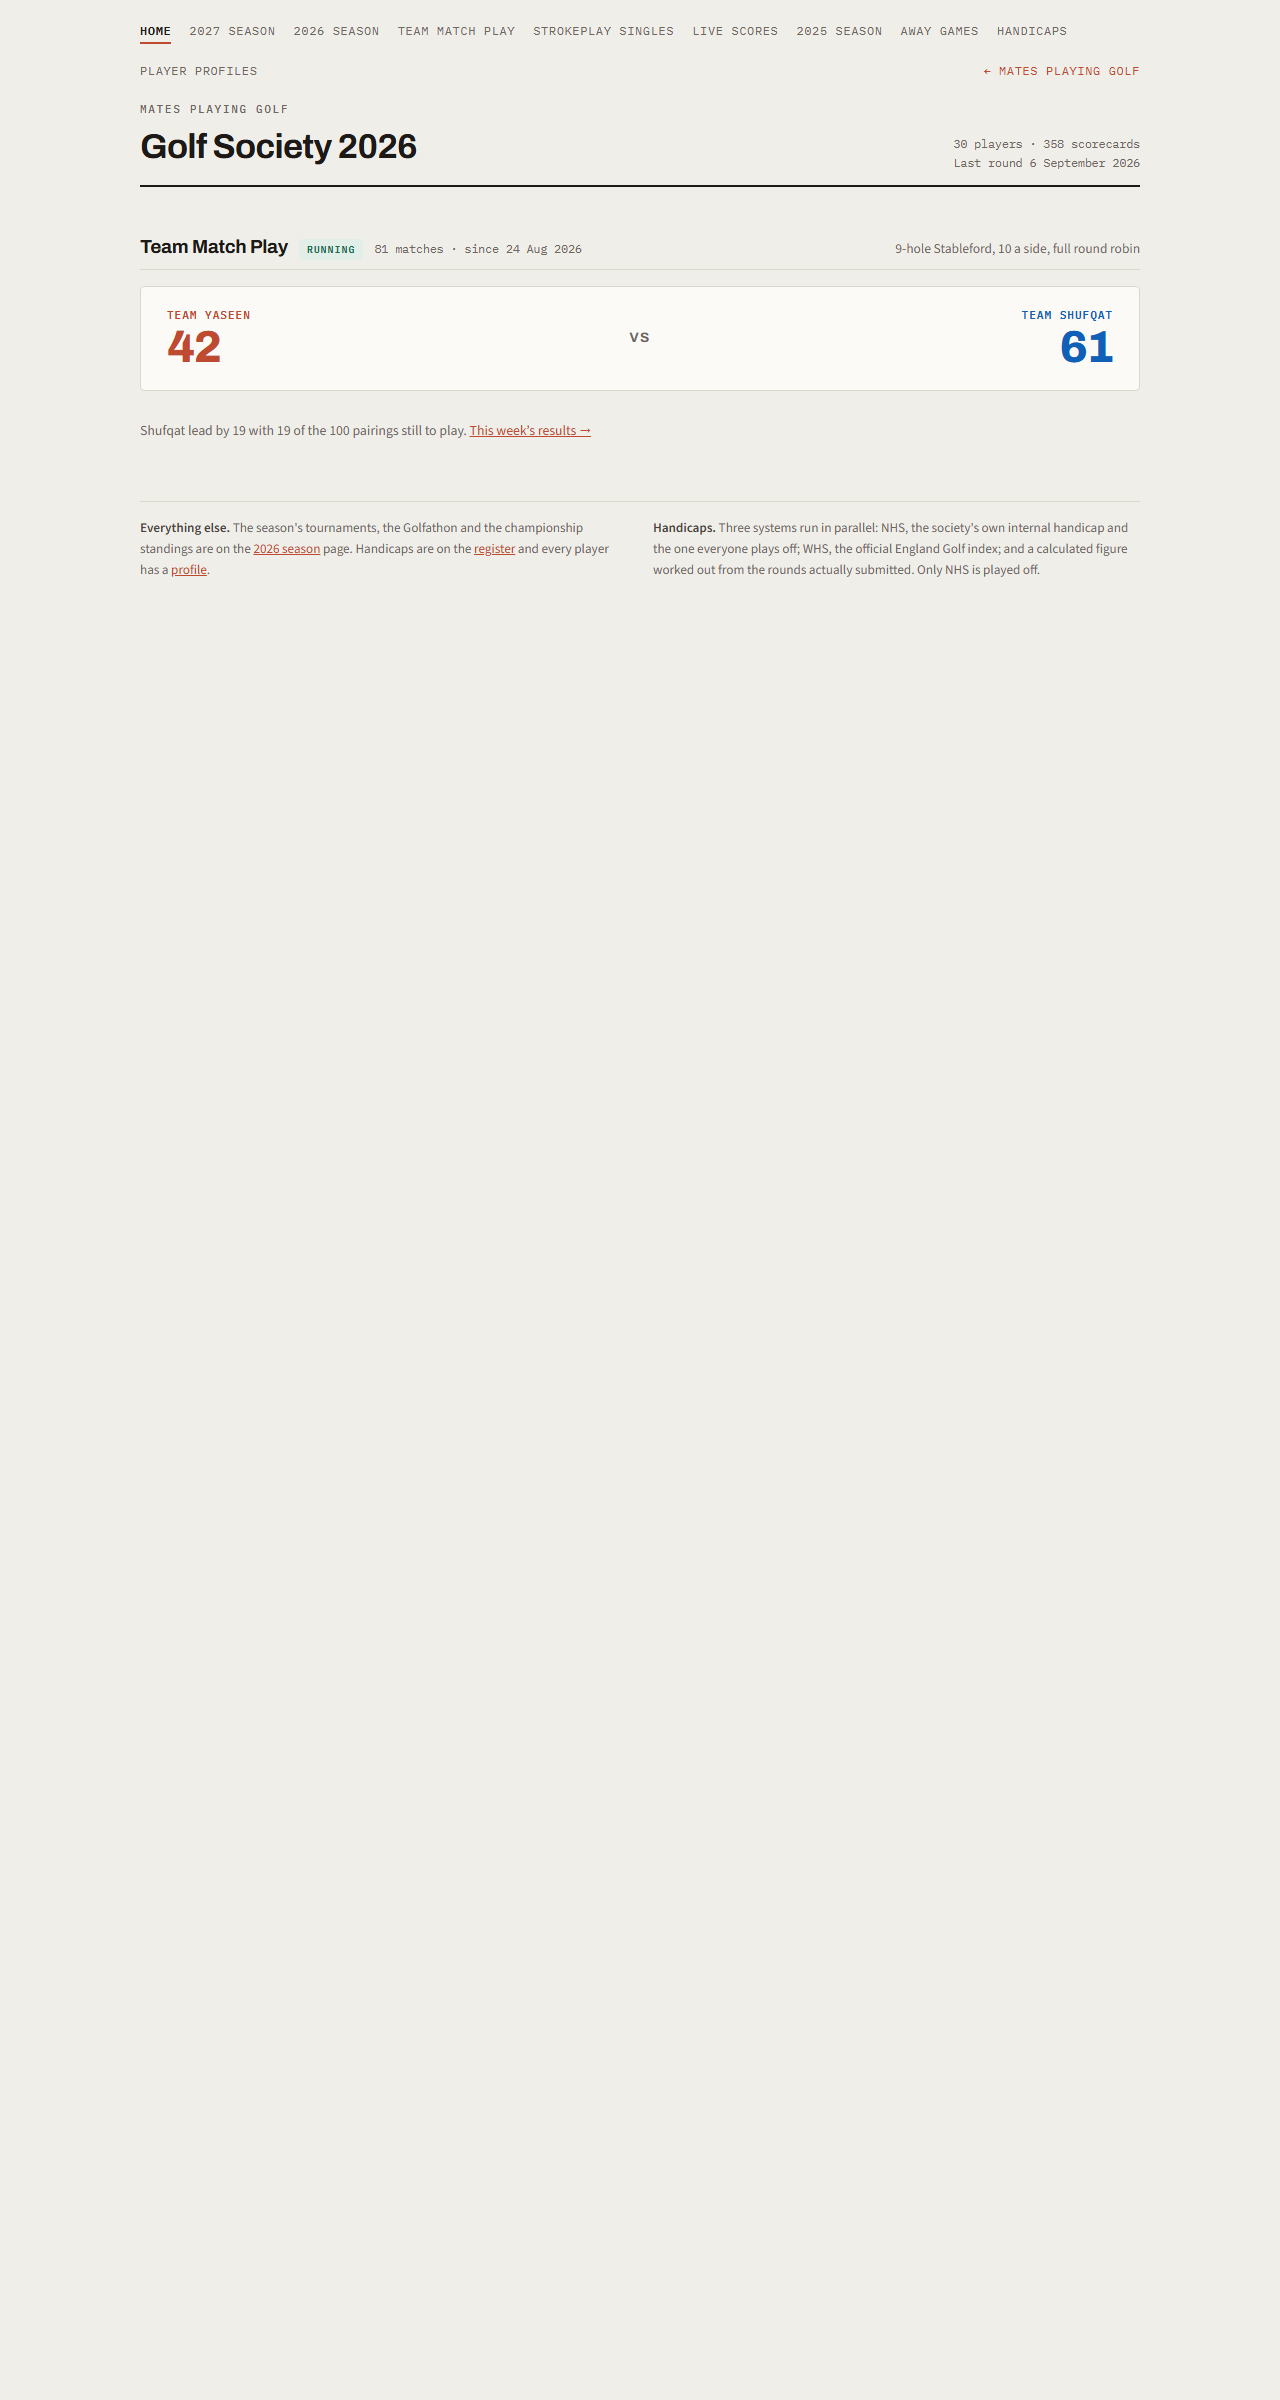 HOME 2027 SEASON 2026 SEASON TEAM MATCH PLAY STROKEPLAY SINGLES LIVE SCORES 2025 SEASON AWAY GAMES HANDICAPS
PLAYER PROFILES ← MATES PLAYING GOLF
MATES PLAYING GOLF
Golf Society 2026
30 players · 358 scorecards
Last round 6 September 2026
Team Match Play RUNNING 81 matches · since 24 Aug 2026 9-hole Stableford, 10 a side, full round robin
TEAM YASEEN
42
VS
TEAM SHUFQAT
61
Shufqat lead by 19 with 19 of the 100 pairings still to play. This week's results →
Everything else. The season's tournaments, the Golfathon and the championship
standings are on the 2026 season page. Handicaps are on the register and every player
has a profile.
Handicaps. Three systems run in parallel: NHS, the society's own internal handicap and
the one everyone plays off; WHS, the official England Golf index; and a calculated figure
worked out from the rounds actually submitted. Only NHS is played off.